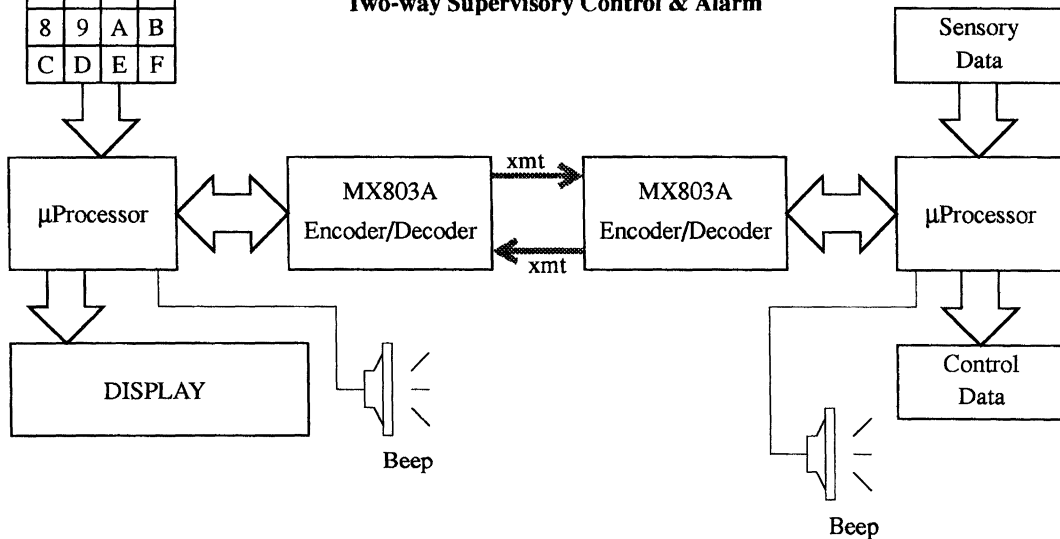 Two-way Supervisory Control & Alarm
8 9 A B
C D E F
Sensory
Data
µProcessor
MX803A
Encoder/Decoder
xmt
xmt
MX803A
Encoder/Decoder
µProcessor
DISPLAY
Beep
Control
Data
Beep